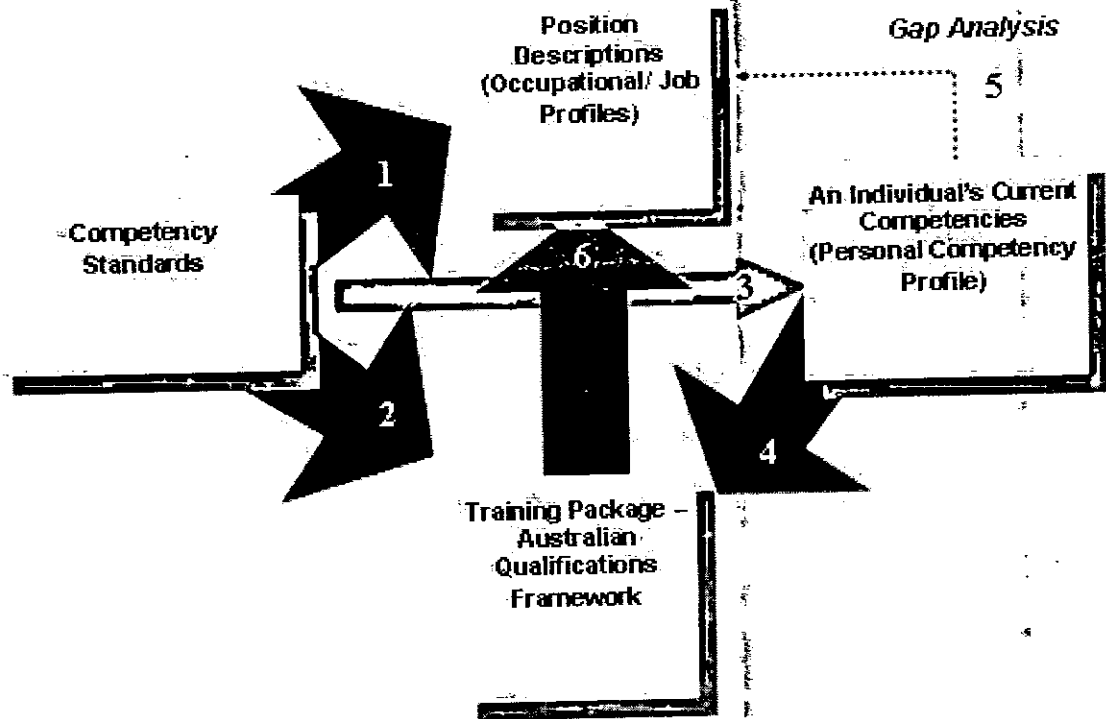 Position
Descriptions
(Occupational/ Job
Profiles)
Gap Analysis
5
1
Competency
Standards
An Individual's Current
Competencies
(Personal Competency
Profile)
6
3
2
4
Training Package –
Australian
Qualifications
Framework